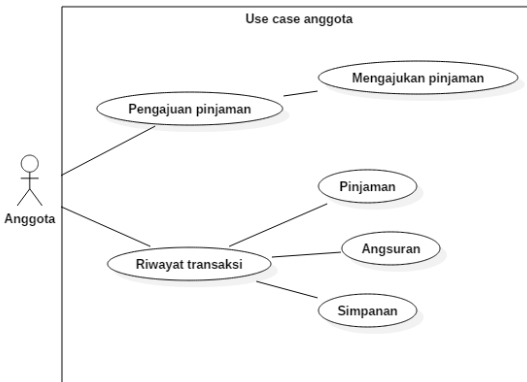 Use case anggota
Mengajukan pinjaman
Pengajuan pinjaman
Pinjaman
Anggota
Angsuran
Riwayat transaksi
Simpanan